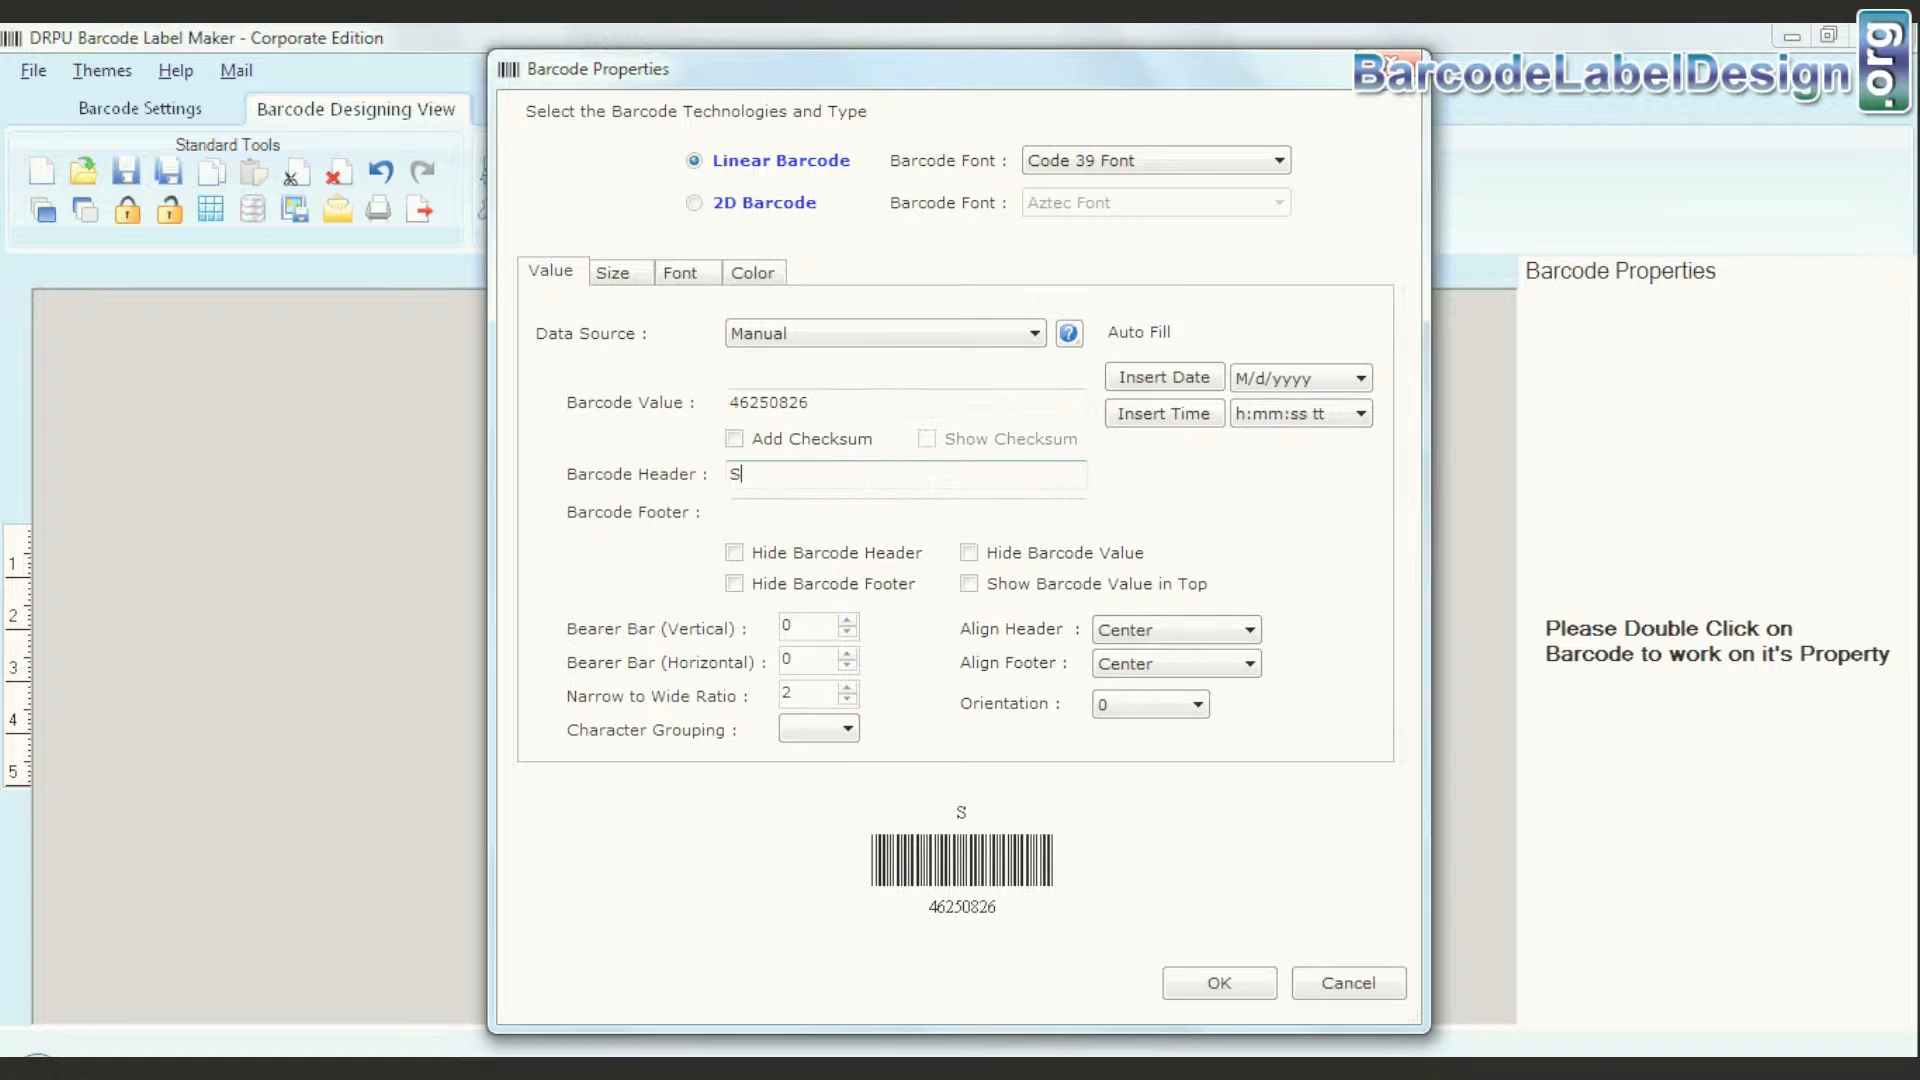 DRPU Barcode Label Maker - Corporate Edition
File Themes Help Mail
Barcode Settings Barcode Designing View
Standard Tools
BarcodeLabelDesign.org
Barcode Properties
Select the Barcode Technologies and Type
Linear Barcode Barcode Font : Code 39 Font
2D Barcode Barcode Font : Aztec Font
Value Size Font Color
Data Source : Manual ? Auto Fill
Insert Date M/d/yyyy
Barcode Value : 46250826
Insert Time h:mm:ss tt
Add Checksum Show Checksum
Barcode Header : S
Barcode Footer :
Hide Barcode Header Hide Barcode Value
Hide Barcode Footer Show Barcode Value in Top
Bearer Bar (Vertical) : 0 Align Header : Center
Bearer Bar (Horizontal) : 0 Align Footer : Center
Narrow to Wide Ratio : 2 Orientation : 0
Character Grouping :
S
46250826
OK Cancel
1
2
3
4
5
Barcode Properties
Please Double Click on
Barcode to work on it's Property